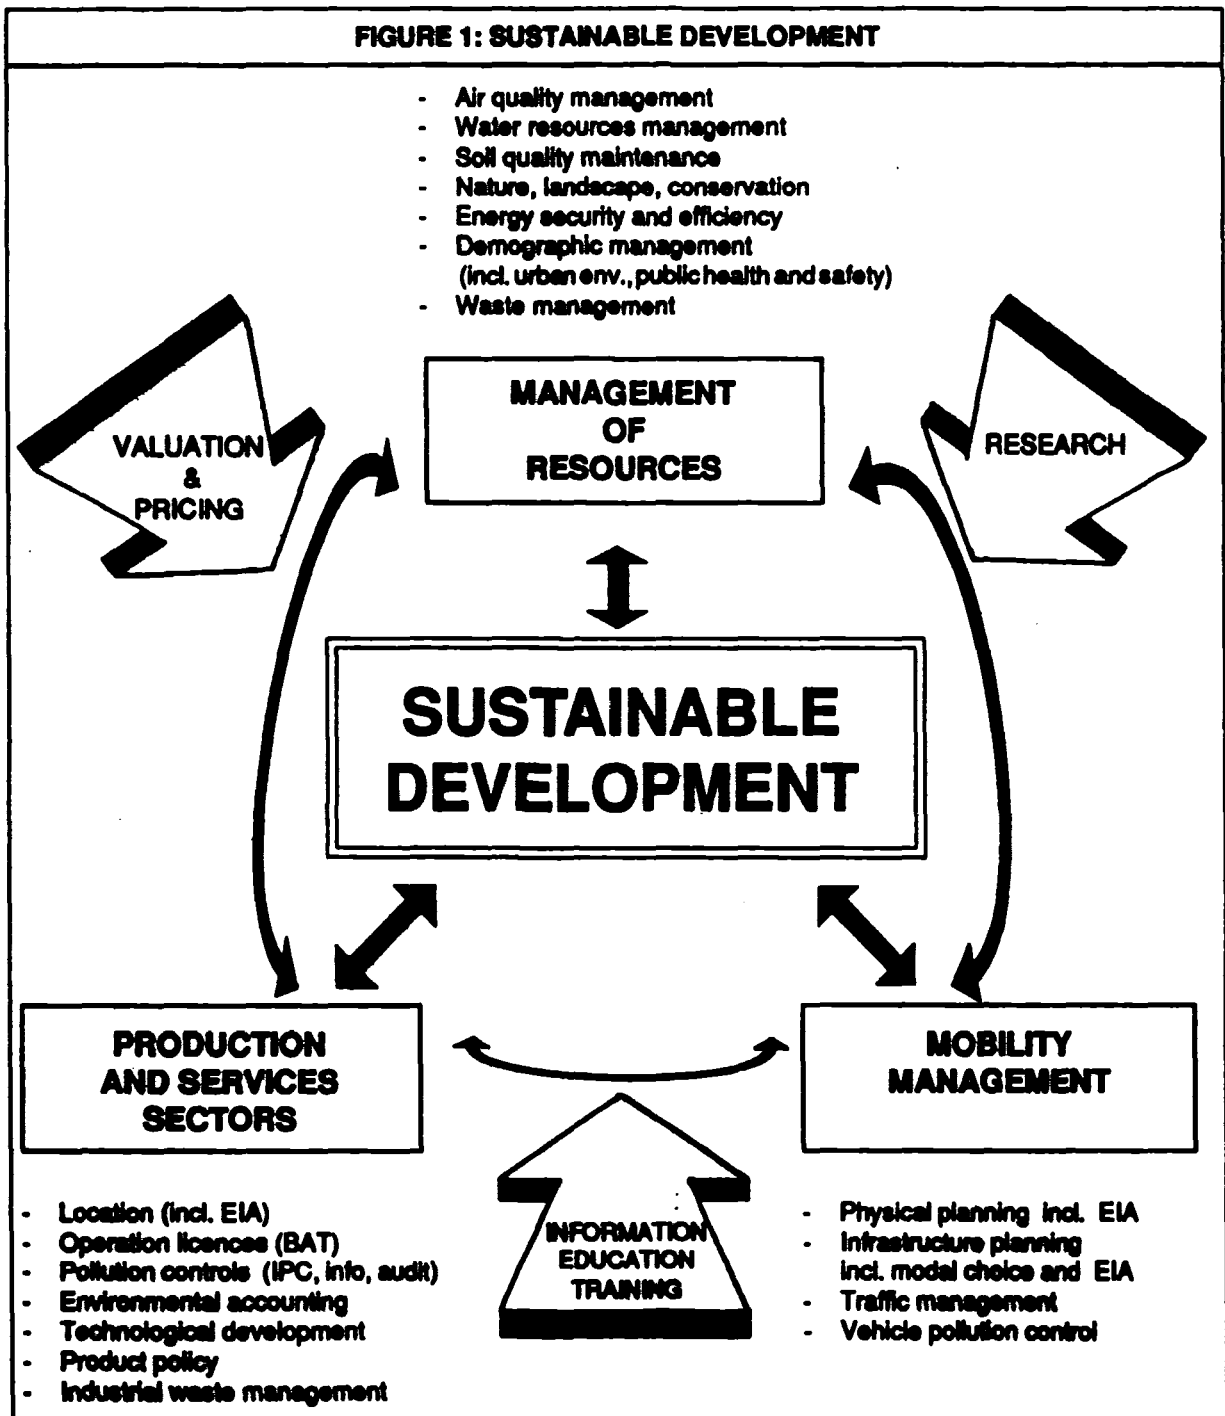 FIGURE 1: SUSTAINABLE DEVELOPMENT
- Air quality management
- Water resources management
- Soil quality maintenance
- Nature, landscape, conservation
- Energy security and efficiency
- Demographic management
(incl. urban env., public health and safety)
- Waste management
VALUATION
&
PRICING
MANAGEMENT
OF
RESOURCES
RESEARCH
SUSTAINABLE
DEVELOPMENT
PRODUCTION
AND SERVICES
SECTORS
MOBILITY
MANAGEMENT
- Location (incl. EIA)
- Operation licences (BAT)
- Pollution controls (IPC, info, audit)
- Environmental accounting
- Technological development
- Product policy
- Industrial waste management
INFORMATION
EDUCATION
TRAINING
- Physical planning incl. EIA
- Infrastructure planning
incl. modal choice and EIA
- Traffic management
- Vehicle pollution control